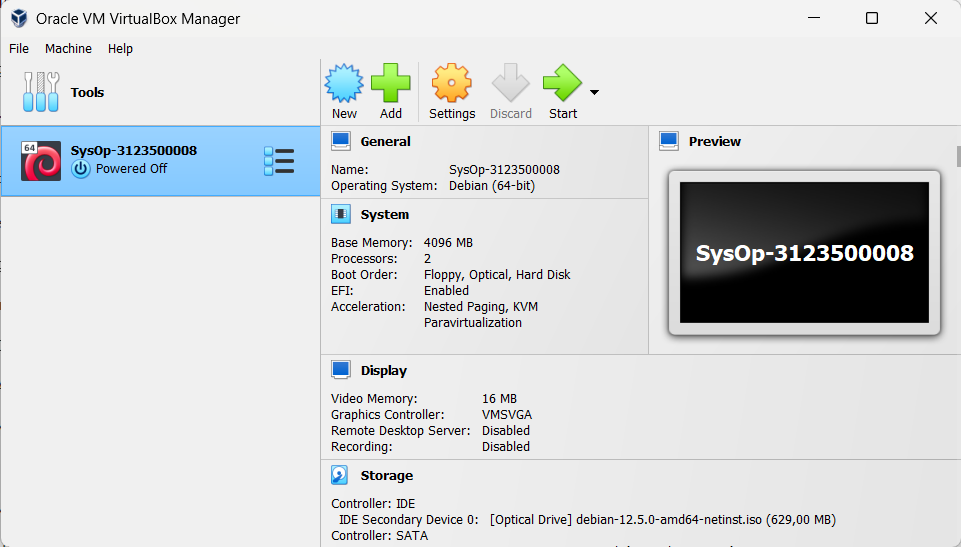 Oracle VM VirtualBox Manager
File Machine Help
Tools
New Add Settings Discard Start
64
SysOp-3123500008
Powered Off
General
Name: SysOp-3123500008
Operating System: Debian (64-bit)
Preview
SysOp-3123500008
System
Base Memory: 4096 MB
Processors: 2
Boot Order: Floppy, Optical, Hard Disk
EFI: Enabled
Acceleration: Nested Paging, KVM
Paravirtualization
Display
Video Memory: 16 MB
Graphics Controller: VMSVGA
Remote Desktop Server: Disabled
Recording: Disabled
Storage
Controller: IDE
IDE Secondary Device 0: [Optical Drive] debian-12.5.0-amd64-netinst.iso (629,00 MB)
Controller: SATA